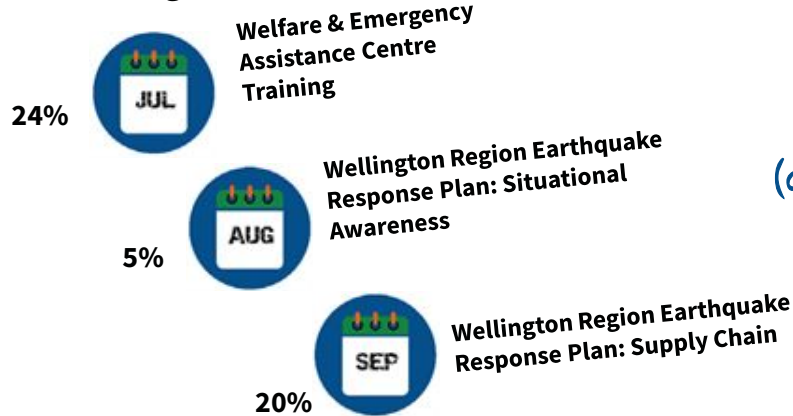 Welfare & Emergency
Assistance Centre
Training
JUL
24%
Wellington Region Earthquake
Response Plan: Situational
Awareness
AUG
5%
Wellington Region Earthquake
Response Plan: Supply Chain
SEP
20%